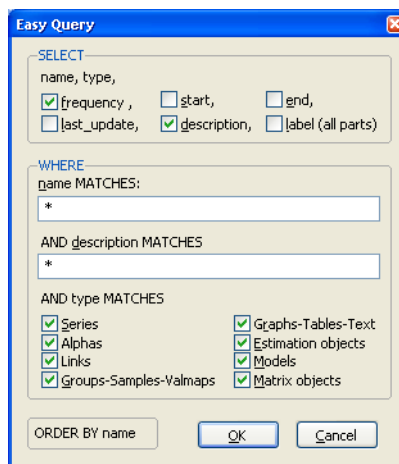 Easy Query
SELECT
name, type,
frequency , start, end,
last_update, description, label (all parts)
WHERE
name MATCHES:
*
AND description MATCHES
*
AND type MATCHES
Series Graphs-Tables-Text
Alphas Estimation objects
Links Models
Groups-Samples-Valmaps Matrix objects
ORDER BY name OK Cancel